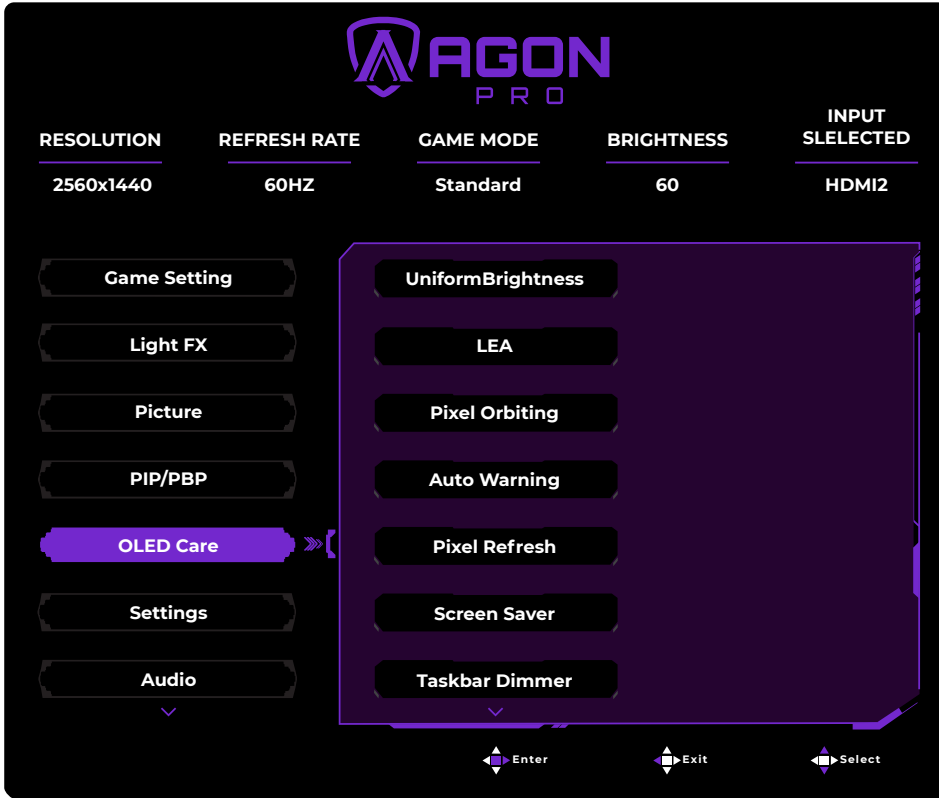 AGON
PRO
RESOLUTION
REFRESH RATE
GAME MODE
BRIGHTNESS
INPUT
SLELECTED
2560x1440
60HZ
Standard
60
HDMI2
Game Setting
Light FX
Picture
PIP/PBP
OLED Care
Settings
Audio
UniformBrightness
LEA
Pixel Orbiting
Auto Warning
Pixel Refresh
Screen Saver
Taskbar Dimmer
Enter
Exit
Select